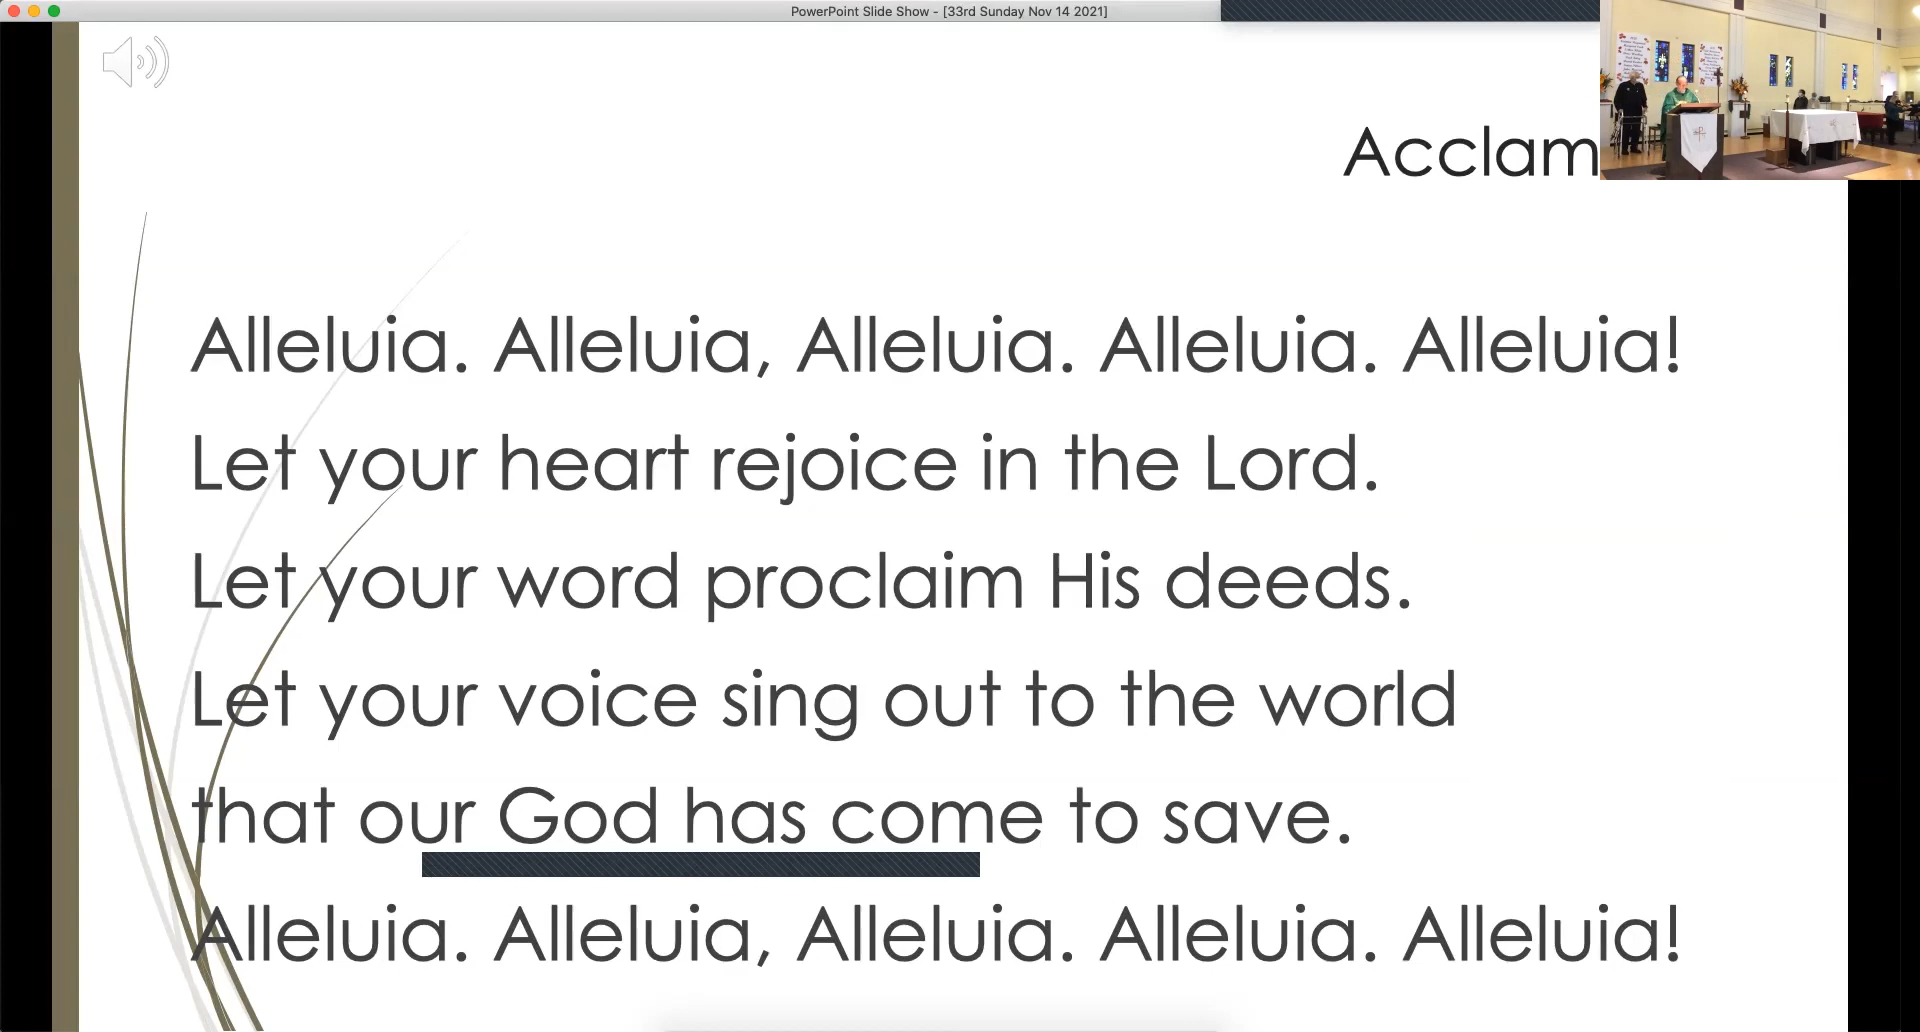 PowerPoint Slide Show - [33rd Sunday Nov 14 2021]
Acclam
Alleluia. Alleluia, Alleluia. Alleluia. Alleluia!
Let your heart rejoice in the Lord.
Let your word proclaim His deeds.
Let your voice sing out to the world
that our God has come to save.
Alleluia. Alleluia, Alleluia. Alleluia. Alleluia!